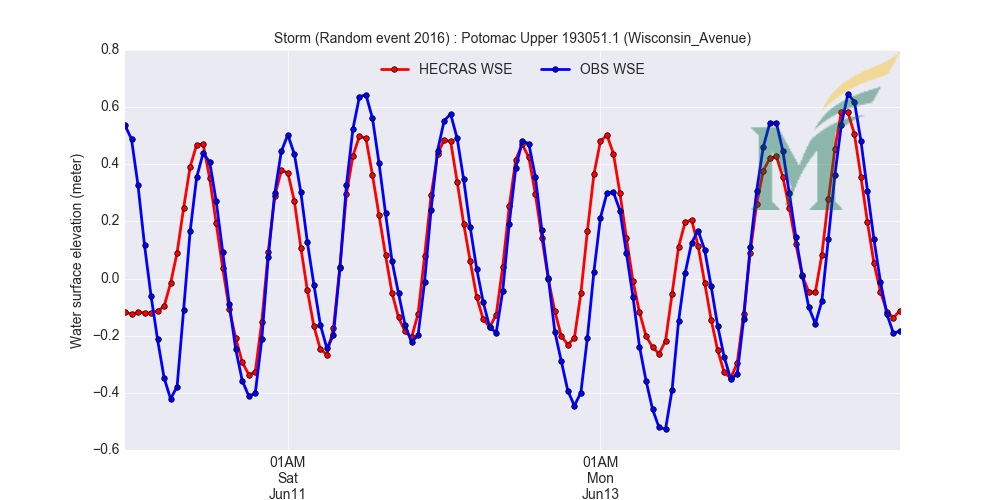 Storm (Random event 2016) : Potomac Upper 193051.1 (Wisconsin_Avenue)
HECRAS WSE
OBS WSE
M
Water surface elevation (meter)
0.8
0.6
0.4
0.2
0.0
−0.2
−0.4
−0.6
01AM
Sat
Jun11
01AM
Mon
Jun13